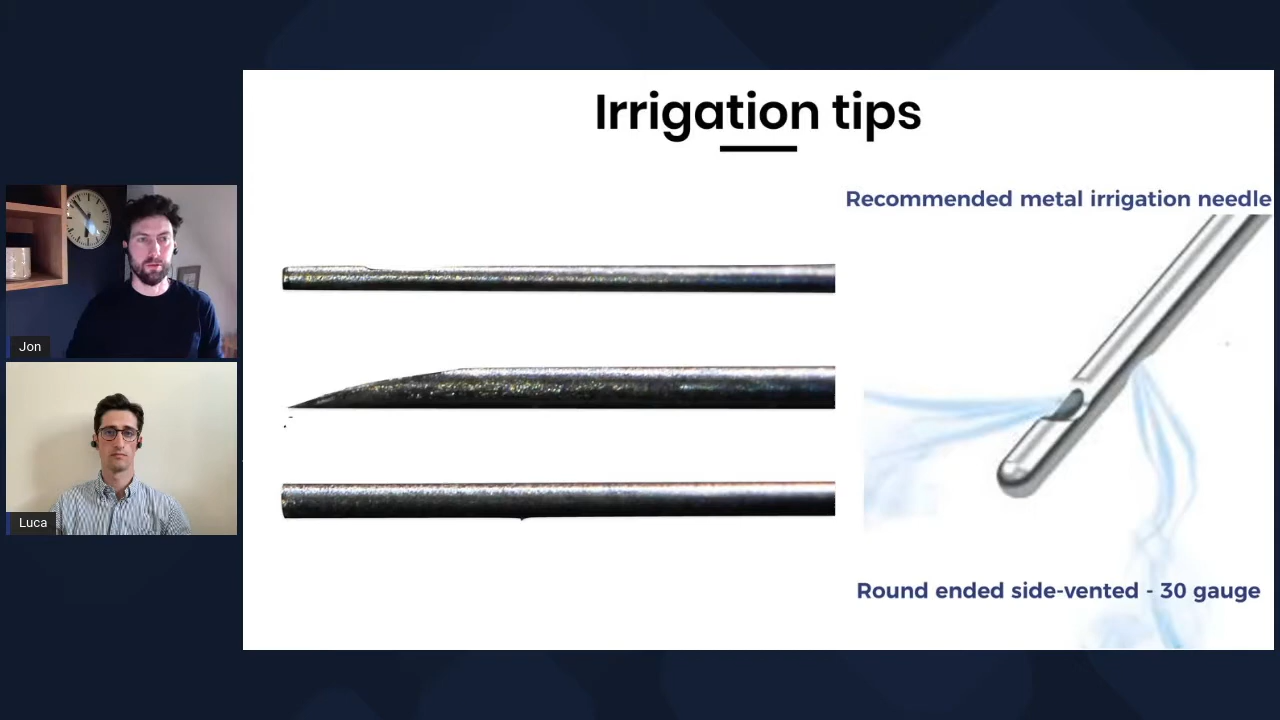 Irrigation tips
Recommended metal irrigation needle
Jon
Luca
Round ended side-vented - 30 gauge